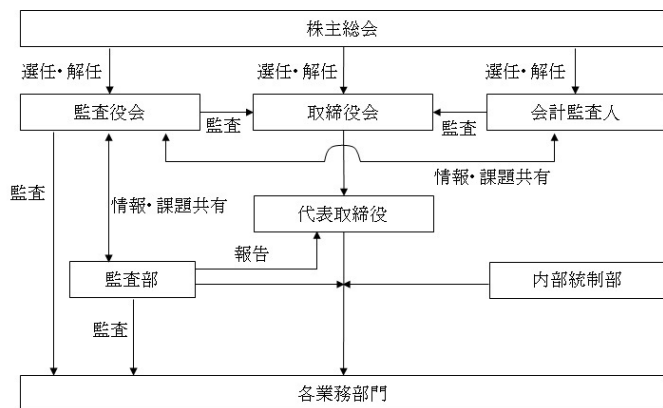 株主総会
選任・解任
選任・解任
選任・解任
監査役会
監査
取締役会
監査
会計監査人
監査
情報・課題共有
情報・課題共有
代表取締役
報告
監査部
内部統制部
監査
各業務部門